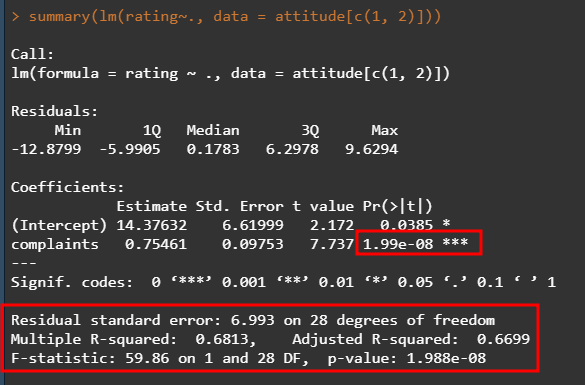 > summary(lm(rating~., data = attitude[c(1, 2)]))
Call:
lm(formula = rating ~ ., data = attitude[c(1, 2)])
Residuals:
     Min       1Q   Median       3Q      Max
-12.8799  -5.9905   0.1783   6.2978   9.6294
Coefficients:
            Estimate Std. Error t value Pr(>|t|)
(Intercept) 14.37632    6.61999   2.172   0.0385 *
complaints   0.75461    0.09753   7.737 1.99e-08 ***
---
Signif. codes:  0 ‘***’ 0.001 ‘**’ 0.01 ‘*’ 0.05 ‘.’ 0.1 ‘ ’ 1
Residual standard error: 6.993 on 28 degrees of freedom
Multiple R-squared:  0.6813,    Adjusted R-squared:  0.6699
F-statistic: 59.86 on 1 and 28 DF,  p-value: 1.988e-08